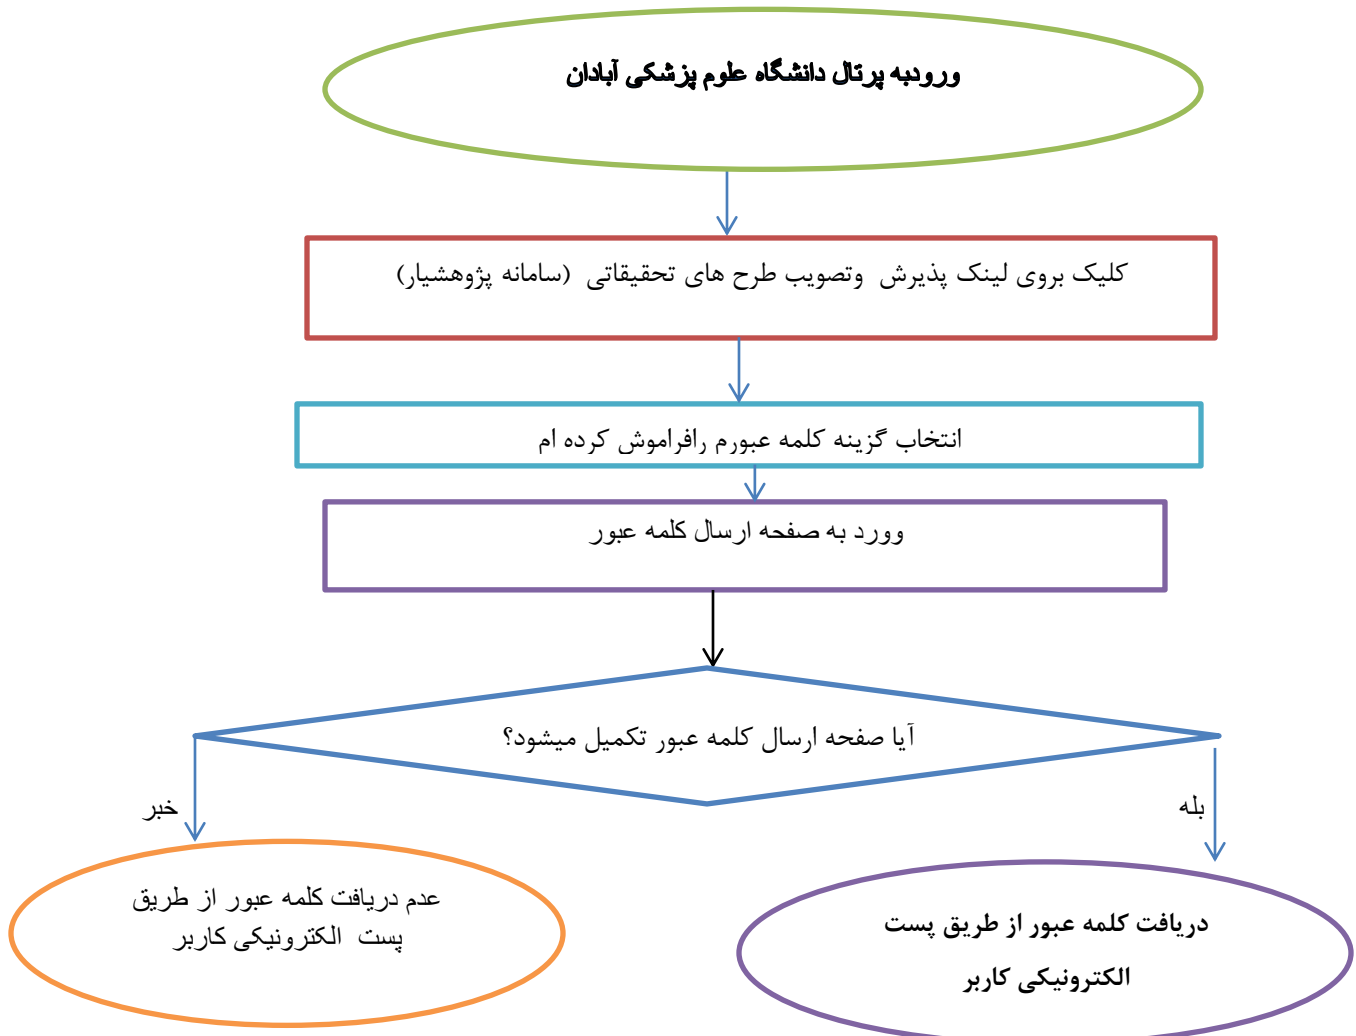 ورودبه پرتال دانشگاه علوم پزشکی آبادان
کلیک بروی لینک پذیرش وتصویب طرح های تحقیقاتی (سامانه پژوهشیار)
انتخاب گزینه کلمه عبورم رافراموش کرده ام
وورد به صفحه ارسال کلمه عبور
آیا صفحه ارسال کلمه عبور تکمیل میشود؟
بله
خبر
دریافت کلمه عبور از طریق پست
الکترونیکی کاربر
عدم دریافت کلمه عبور از طریق
پست الکترونیکی کاربر